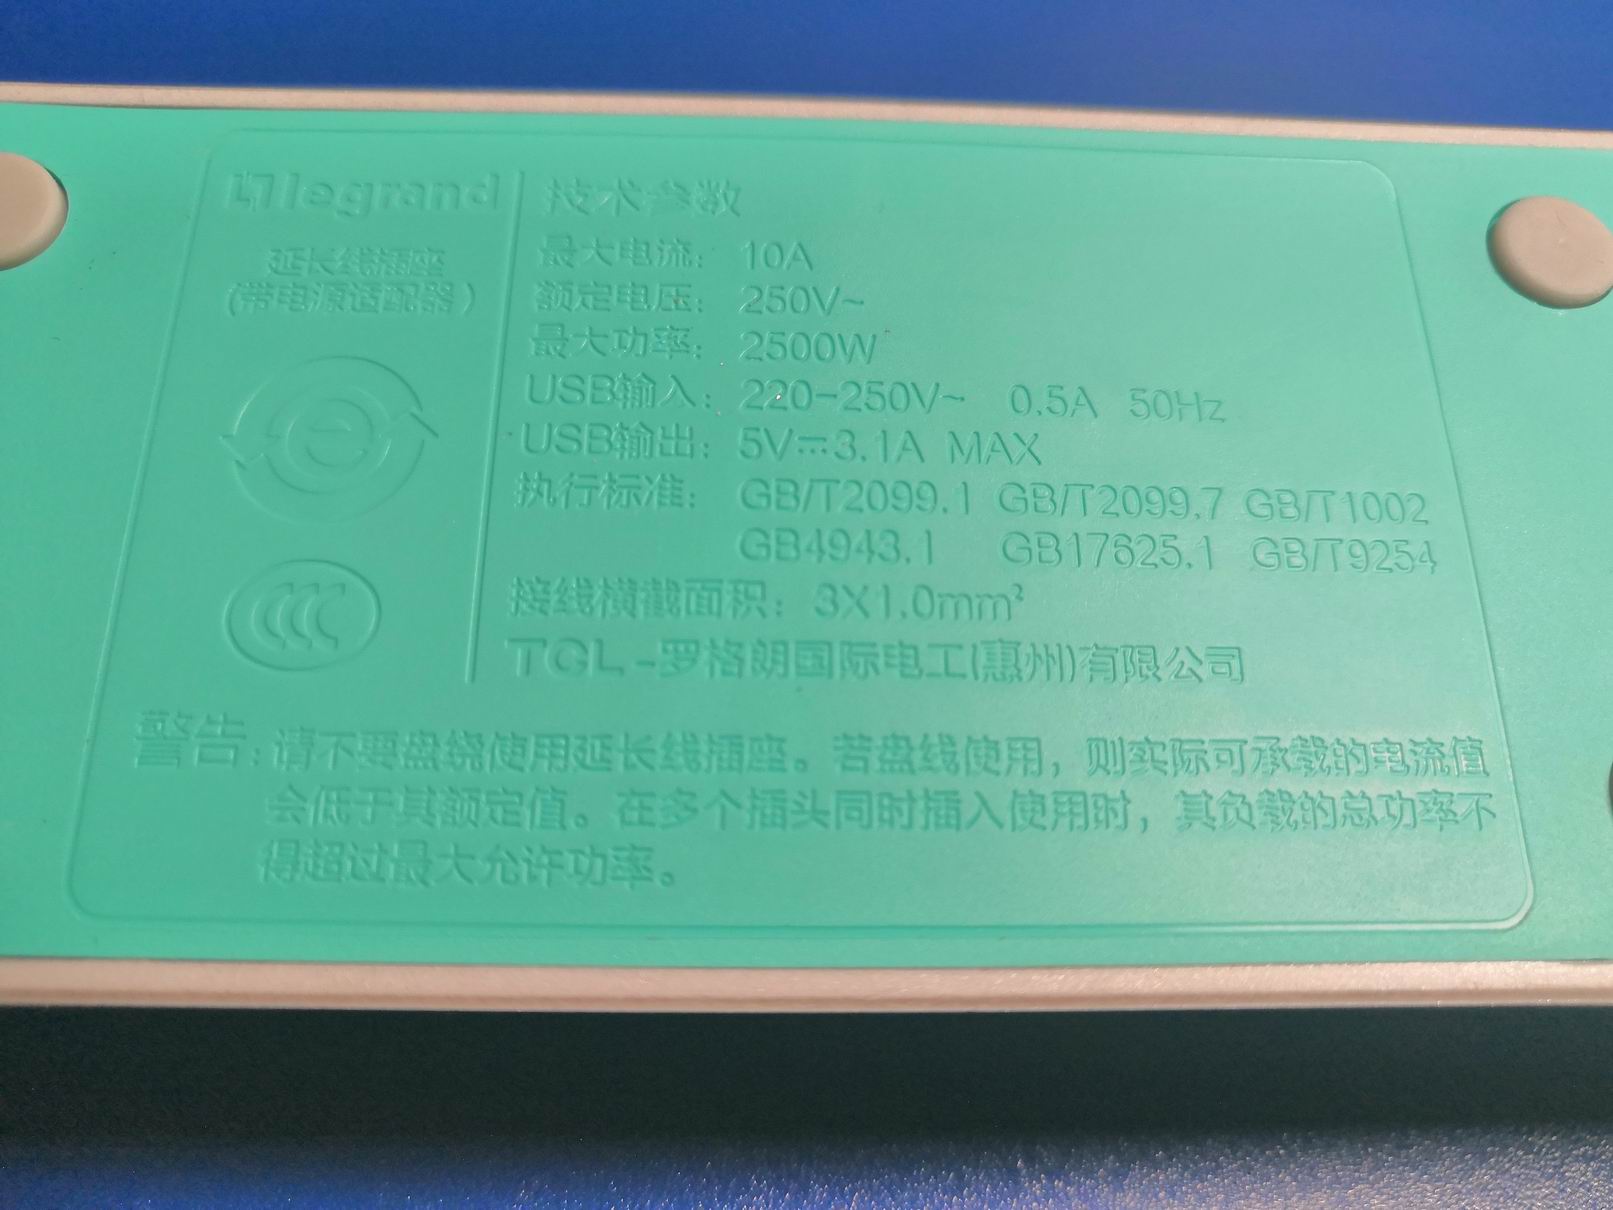 legrand
延长线插座
(带电源适配器)
技术参数
最大电流: 10A
额定电压: 250V~
最大功率: 2500W
USB输入: 220-250V~ 0.5A 50Hz
USB输出: 5V⎓3.1A MAX
执行标准: GB/T2099.1 GB/T2099.7 GB/T1002
GB4943.1 GB17625.1 GB/T9254
接线横截面积: 3X1.0mm²
TCL-罗格朗国际电工(惠州)有限公司
警告:请不要盘绕使用延长线插座。若盘线使用,则实际可承载的电流值
会低于其额定值。在多个插头同时插入使用时,其负载的总功率不
得超过最大允许功率。